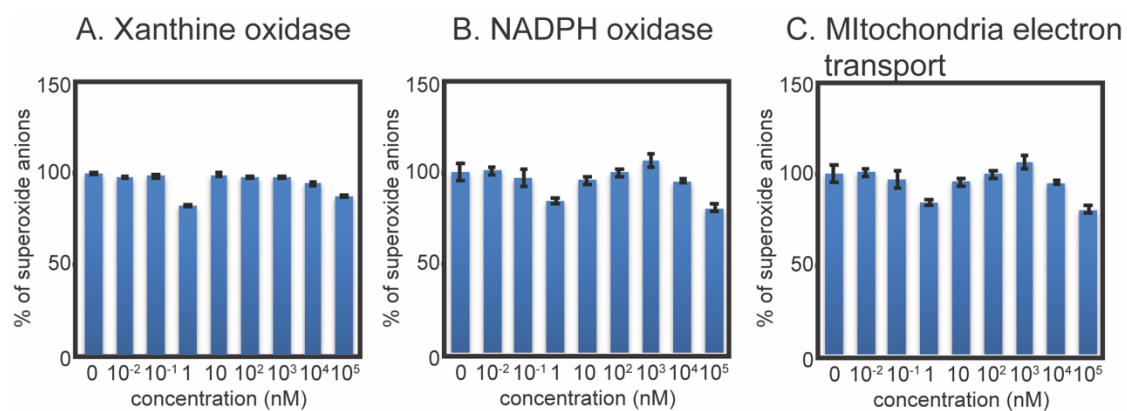 A. Xanthine oxidase
% of superoxide anions
150
100
50
0
0 10⁻² 10⁻¹ 1 10 10² 10³ 10⁴ 10⁵
concentration (nM)
B. NADPH oxidase
% of superoxide anions
150
100
50
0
0 10⁻² 10⁻¹ 1 10 10² 10³ 10⁴ 10⁵
concentration (nM)
C. MItochondria electron
transport
% of superoxide anions
150
100
50
0
0 10⁻² 10⁻¹ 1 10 10² 10³ 10⁴ 10⁵
concentration (nM)